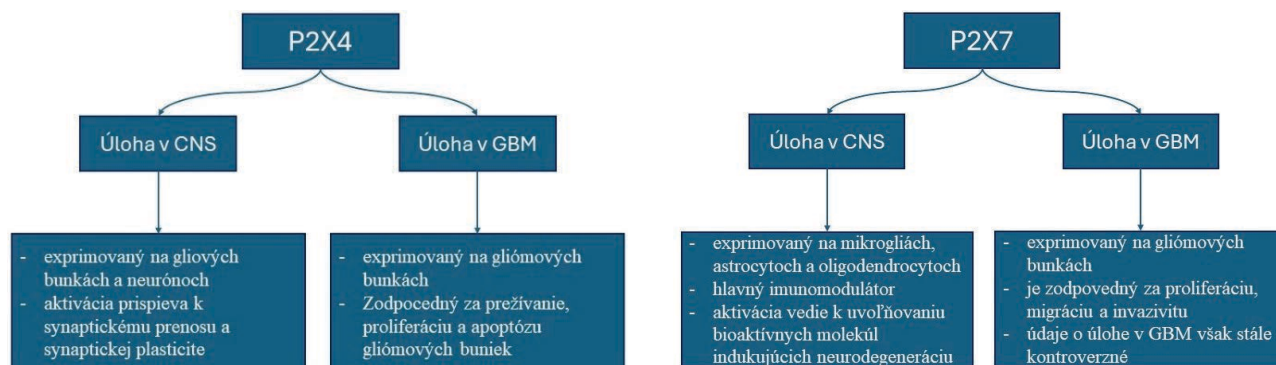 P2X4
Úloha v CNS
Úloha v GBM
- exprimovaný na gliových
bunkách a neurónoch
- aktivácia prispieva k
synaptickému prenosu a
synaptickej plasticite
- exprimovaný na gliómových
bunkách
- Zodpocedný za prežívanie,
proliferáciu a apoptózu
gliómových buniek
P2X7
Úloha v CNS
Úloha v GBM
- exprimovaný na mikrogliách,
astrocytoch a oligodendrocytoch
- hlavný imunomodulátor
- aktivácia vedie k uvoľňovaniu
bioaktívnych molekúl
indukujúcich neurodegeneráciu
- exprimovaný na gliómových
bunkách
- je zodpovedný za proliferáciu,
migráciu a invazivitu
- údaje o úlohe v GBM však stále
kontroverzné